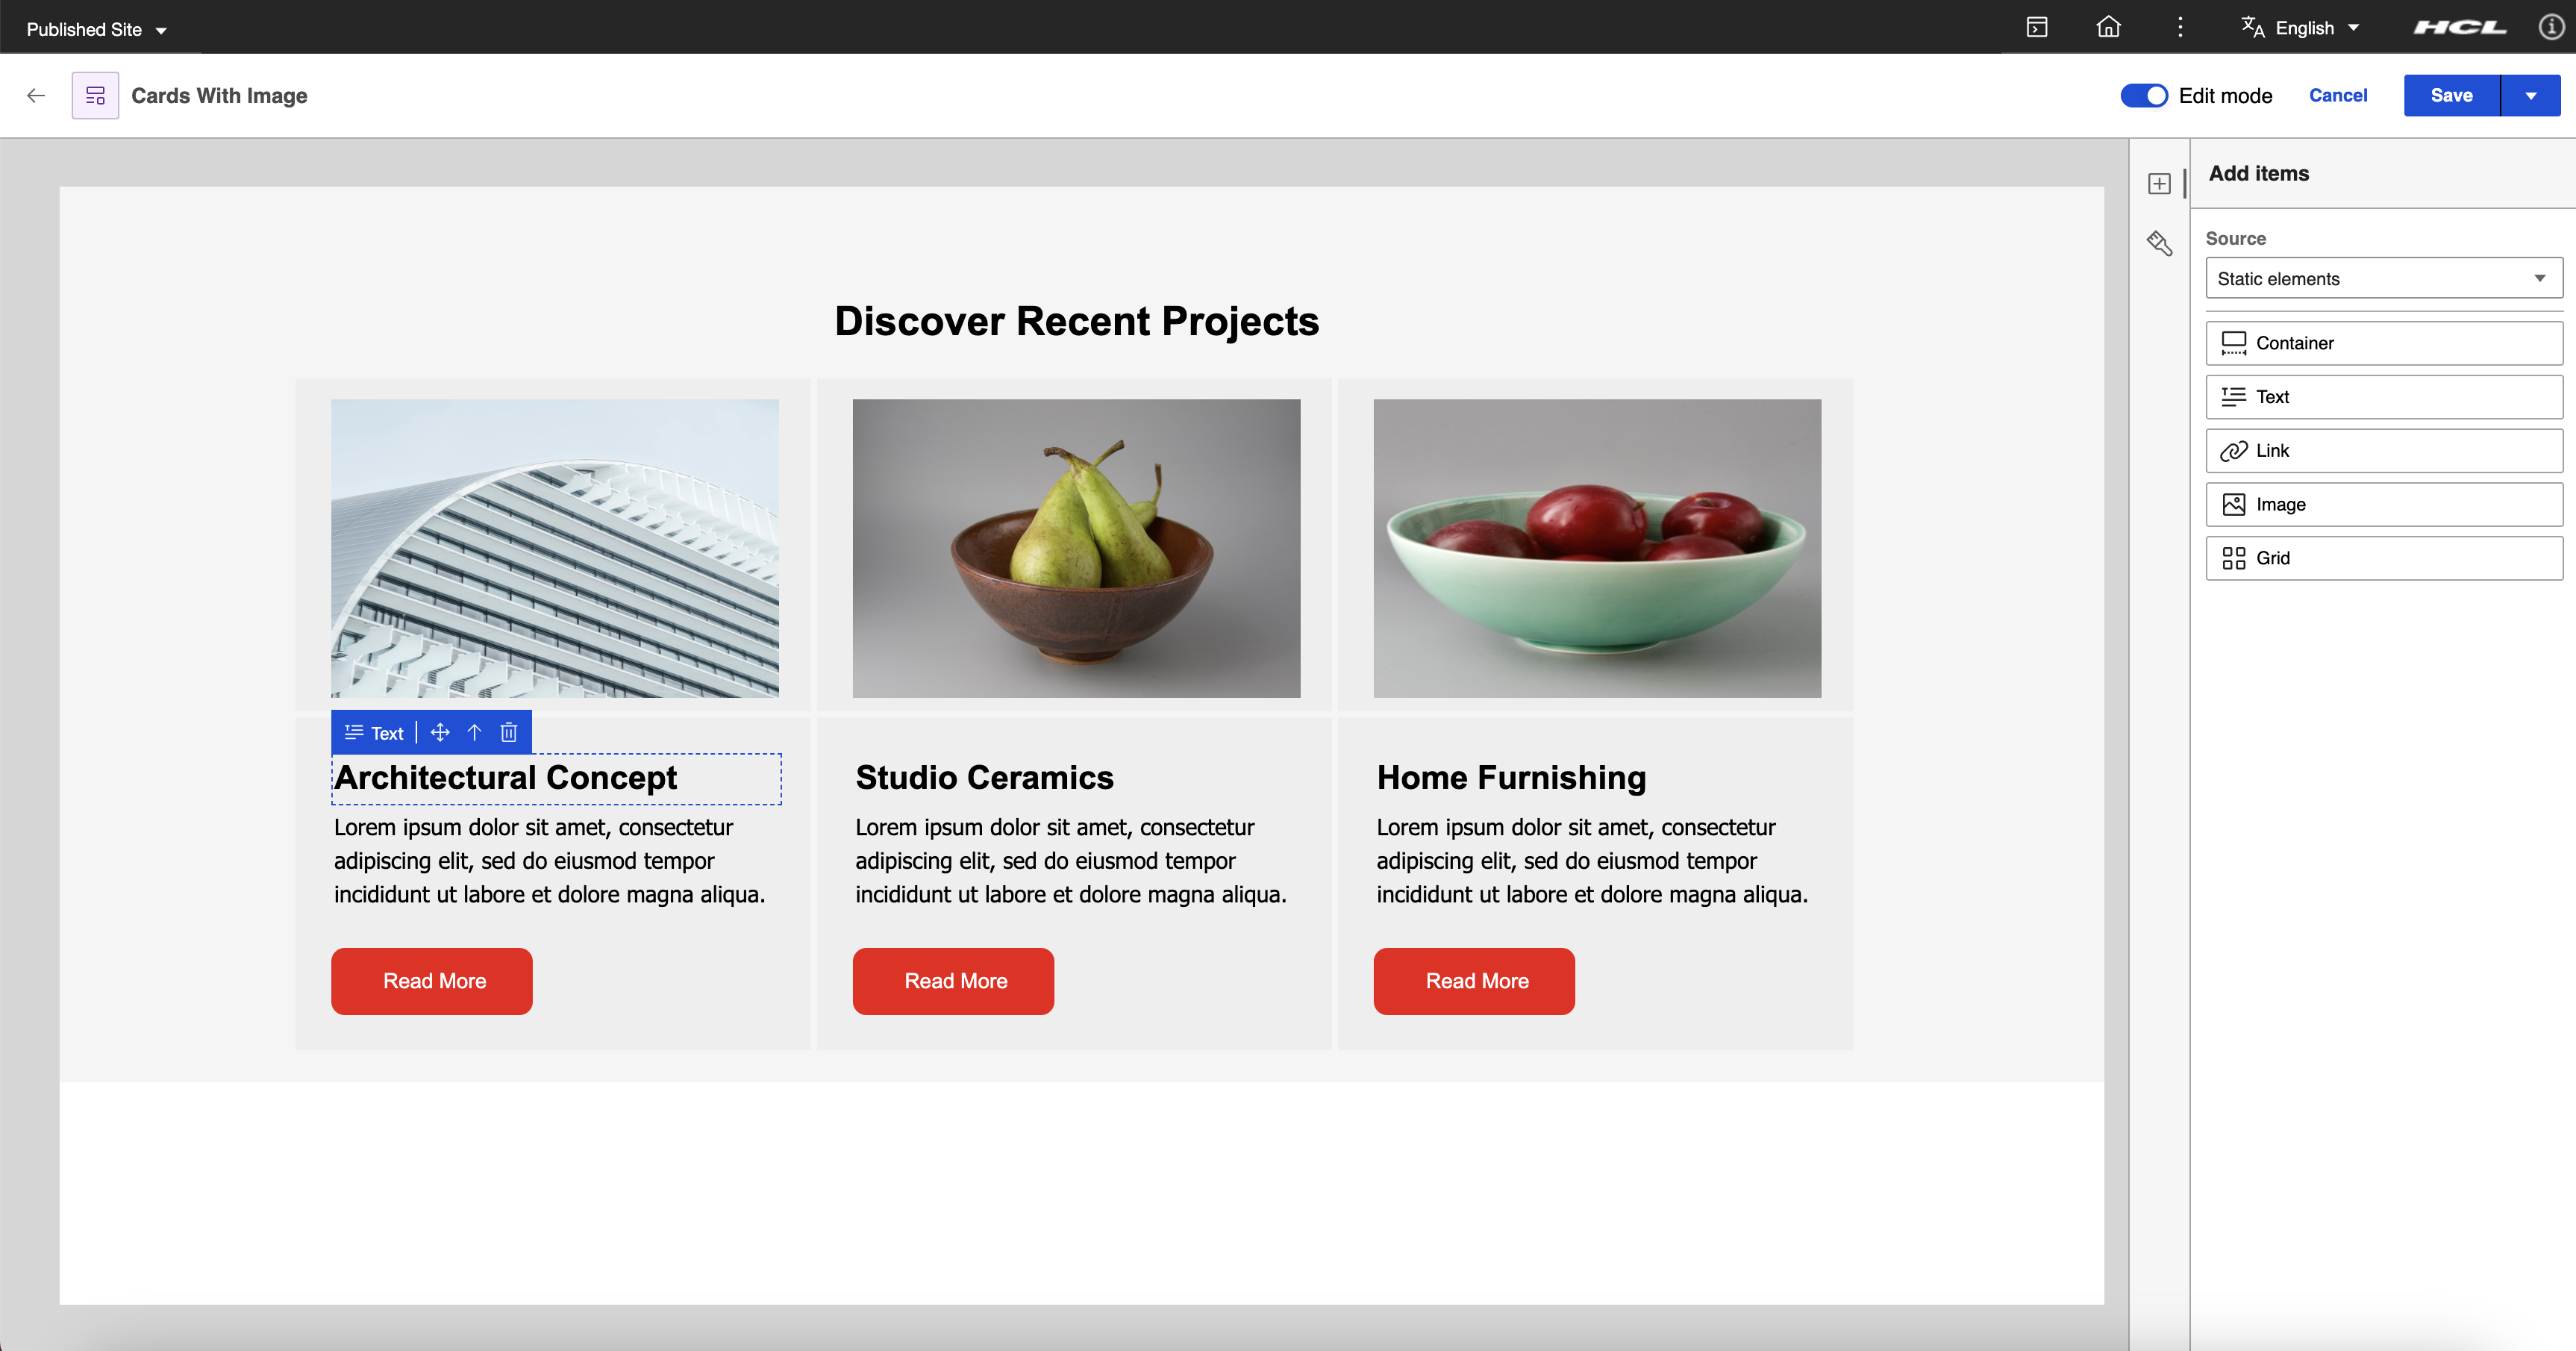 Published Site
English
HCL
Cards With Image
Edit mode
Cancel
Save
Add items
Source
Static elements
Container
Text
Link
Image
Grid
Discover Recent Projects
Text
Architectural Concept
Lorem ipsum dolor sit amet, consectetur
adipiscing elit, sed do eiusmod tempor
incididunt ut labore et dolore magna aliqua.
Read More
Studio Ceramics
Lorem ipsum dolor sit amet, consectetur
adipiscing elit, sed do eiusmod tempor
incididunt ut labore et dolore magna aliqua.
Read More
Home Furnishing
Lorem ipsum dolor sit amet, consectetur
adipiscing elit, sed do eiusmod tempor
incididunt ut labore et dolore magna aliqua.
Read More